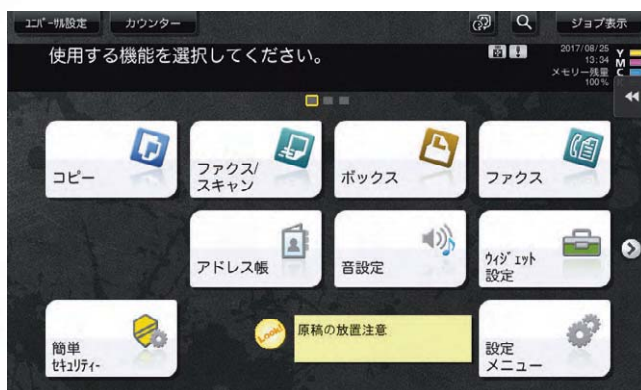 ユニバーサル設定
カウンター
ジョブ表示
使用する機能を選択してください。
2017/08/25
13:34
メモリー残量
100%
Y
M
C
コピー
ファクス/
スキャン
ボックス
ファクス
アドレス帳
音設定
ウィジェット
設定
簡単
セキュリティー
Look!
原稿の放置注意
設定
メニュー